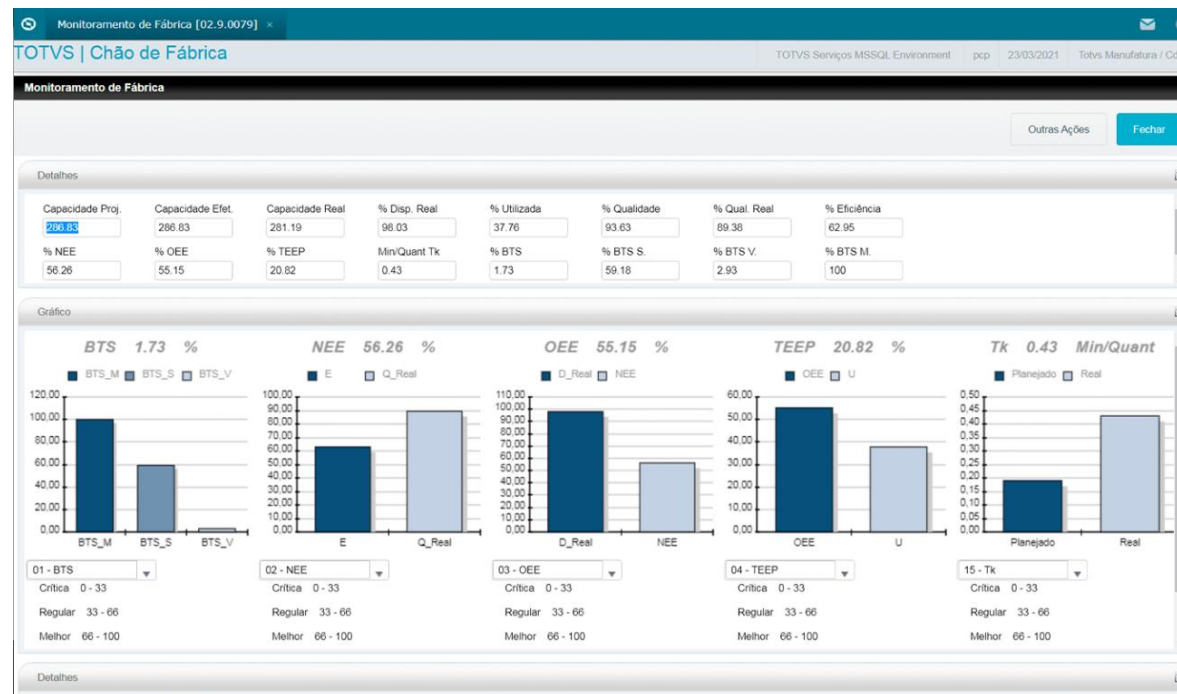 Monitoramento de Fábrica [02.9.0079] ×
TOTVS | Chão de Fábrica
TOTVS Serviços MSSQL Environment pcp 23/03/2021 Totvs Manufatura / Co
Monitoramento de Fábrica
Outras Ações Fechar
Detalhes
Capacidade Proj. Capacidade Efet. Capacidade Real % Disp. Real % Utilizada % Qualidade % Qual. Real % Eficiência
286.83 286.83 281.19 98.03 37.76 93.63 89.38 62.95
% NEE % OEE % TEEP Min/Quant Tk % BTS % BTS S. % BTS V. % BTS M.
56.26 55.15 20.82 0.43 1.73 59.18 2.93 100
Gráfico
BTS 1.73 %
BTS_M BTS_S BTS_V
120.00
100.00
80.00
60.00
40.00
20.00
0.00
BTS_M BTS_S BTS_V
01 - BTS
Crítica 0 - 33
Regular 33 - 66
Melhor 66 - 100
NEE 56.26 %
E Q_Real
100.00
90.00
80.00
70.00
60.00
50.00
40.00
30.00
20.00
10.00
0.00
E Q_Real
02 - NEE
Crítica 0 - 33
Regular 33 - 66
Melhor 66 - 100
OEE 55.15 %
D_Real NEE
110.00
100.00
90.00
80.00
70.00
60.00
50.00
40.00
30.00
20.00
10.00
0.00
D_Real NEE
03 - OEE
Crítica 0 - 33
Regular 33 - 66
Melhor 66 - 100
TEEP 20.82 %
OEE U
60.00
50.00
40.00
30.00
20.00
10.00
0.00
OEE U
04 - TEEP
Crítica 0 - 33
Regular 33 - 66
Melhor 66 - 100
Tk 0.43 Min/Quant
Planejado Real
0,50
0,45
0,40
0,35
0,30
0,25
0,20
0,15
0,10
0,05
0,00
Planejado Real
15 - Tk
Crítica 0 - 33
Regular 33 - 66
Melhor 66 - 100
Detalhes